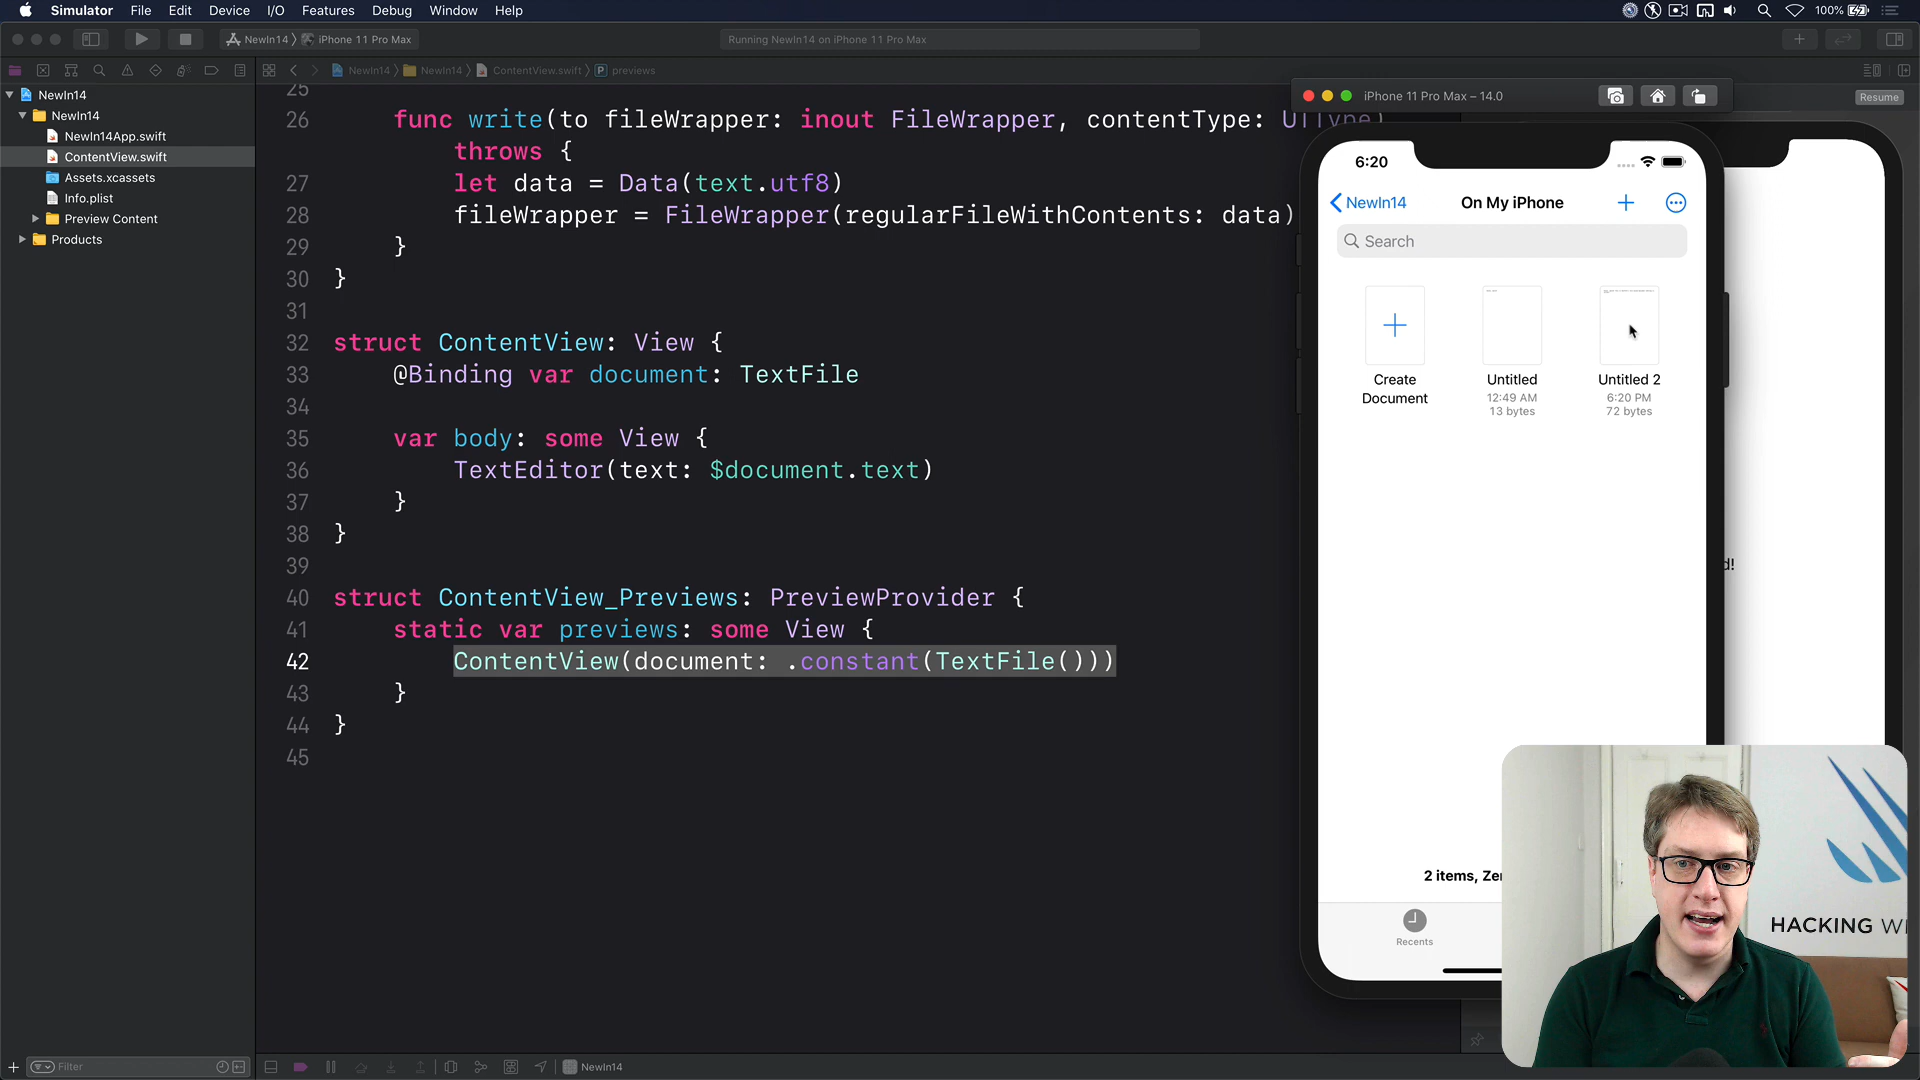 Simulator File Edit Device I/O Features Debug Window Help 100%
NewIn14 iPhone 11 Pro Max Running NewIn14 on iPhone 11 Pro Max
NewIn14 NewIn14 ContentView.swift previews
Resume
NewIn14
NewIn14
NewIn14App.swift
ContentView.swift
Assets.xcassets
Info.plist
Preview Content
Products
Filter
25
26 func write(to fileWrapper: inout FileWrapper, contentType: UTType)
throws {
27 let data = Data(text.utf8)
28 fileWrapper = FileWrapper(regularFileWithContents: data)
29 }
30 }
31
32 struct ContentView: View {
33 @Binding var document: TextFile
34
35 var body: some View {
36 TextEditor(text: $document.text)
37 }
38 }
39
40 struct ContentView_Previews: PreviewProvider {
41 static var previews: some View {
42 ContentView(document: .constant(TextFile()))
43 }
44 }
45
NewIn14
iPhone 11 Pro Max – 14.0
6:20
NewIn14 On My iPhone
Search
Create
Document
Untitled
12:49 AM
13 bytes
Untitled 2
6:20 PM
72 bytes
d!
2 items, Zer
Recents
HACKING WI